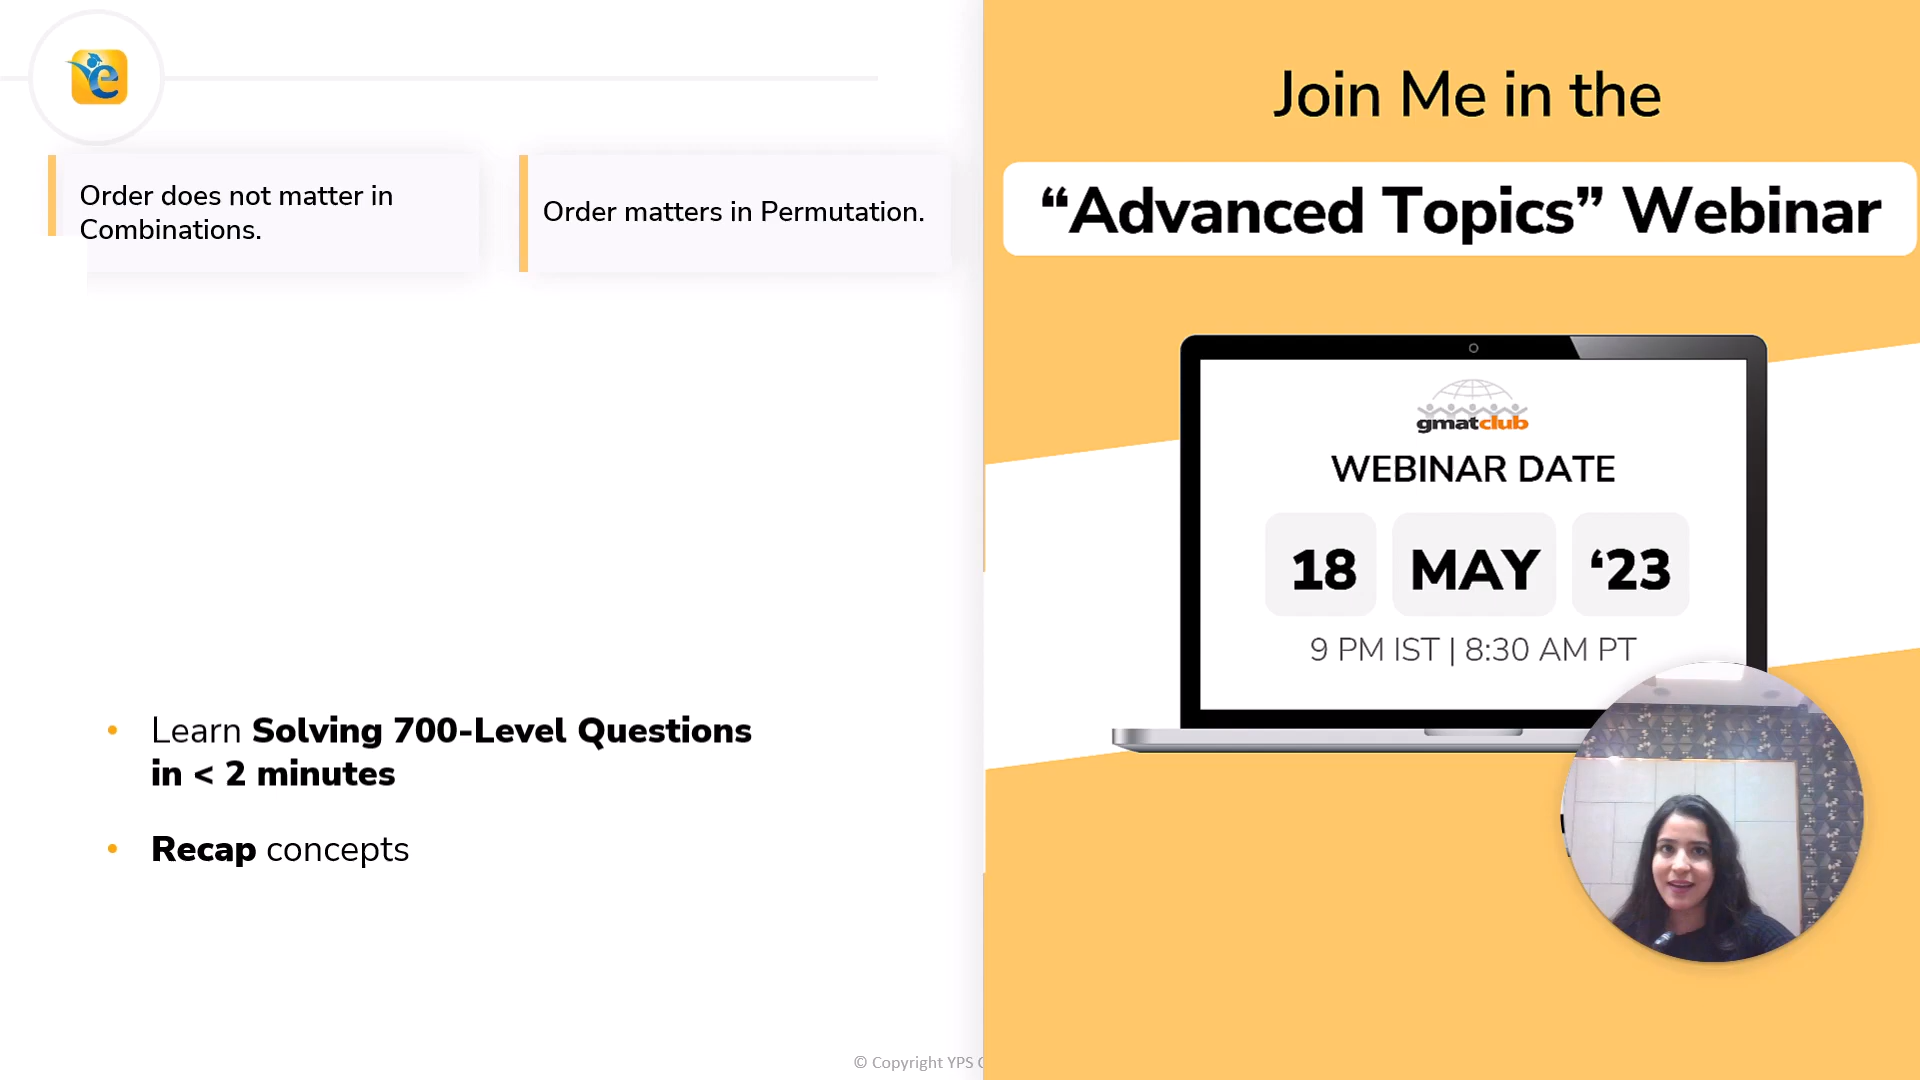 Order does not matter in
Combinations.
Order matters in Permutation.
• Learn Solving 700-Level Questions
in < 2 minutes
• Recap concepts
© Copyright YPS
Join Me in the
“Advanced Topics” Webinar
gmatclub
WEBINAR DATE
18 MAY ‘23
9 PM IST | 8:30 AM PT